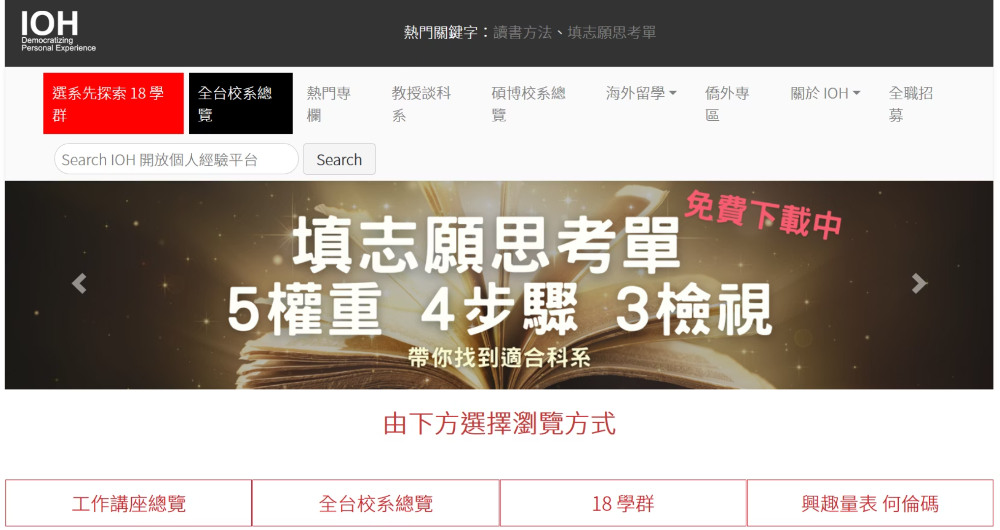 IOH
Democratizing
Personal Experience
熱門關鍵字：讀書方法、填志願思考單
選系先探索 18 學
群
全台校系總
覽
熱門專
欄
教授談科
系
碩博校系總
覽
海外留學
僑外專
區
關於 IOH
全職招
募
Search IOH 開放個人經驗平台
Search
免費下載中
填志願思考單
5權重 4步驟 3檢視
帶你找到適合科系
由下方選擇瀏覽方式
工作講座總覽
全台校系總覽
18 學群
興趣量表 何倫碼